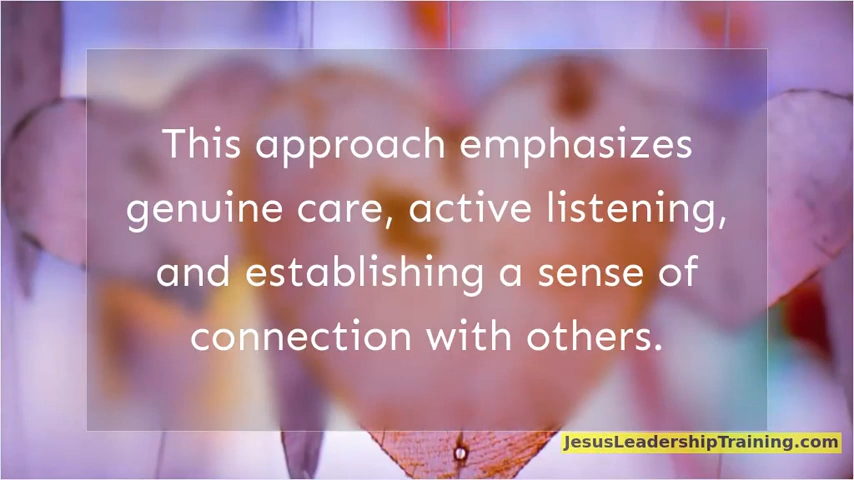 This approach emphasizes
genuine care, active listening,
and establishing a sense of
connection with others.
JesusLeadershipTraining.com